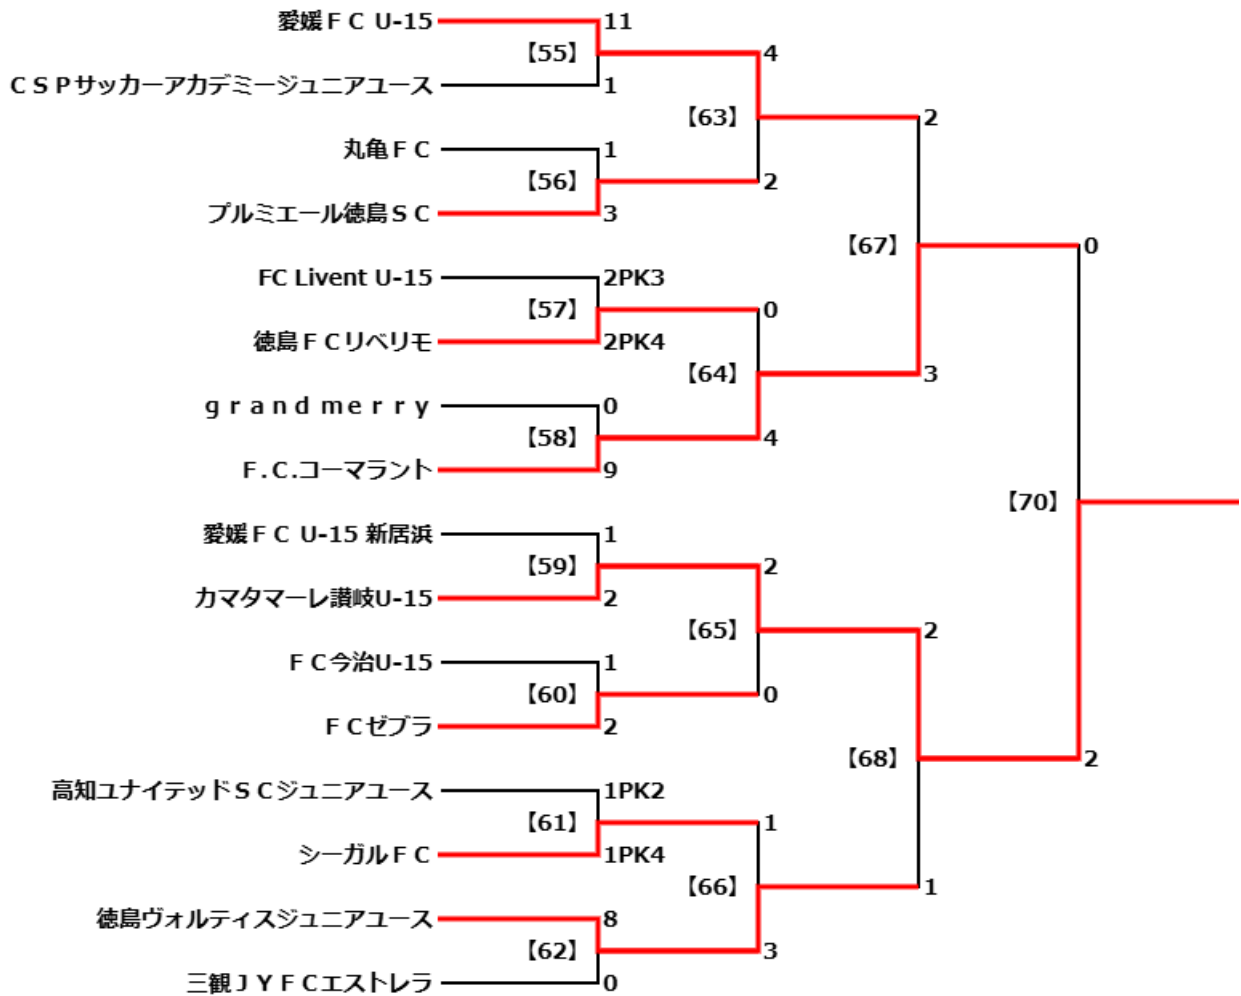 愛媛ＦＣ U-15 11
【55】 4
ＣＳＰサッカーアカデミージュニアユース 1
【63】 2
丸亀ＦＣ 1
【56】 2
プルミエール徳島ＳＣ 3
【67】 0
FC Livent U-15 2PK3
【57】 0
徳島ＦＣリベリモ 2PK4
【64】 3
ｇｒａｎｄ ｍｅｒｒｙ 0
【58】 4
Ｆ.Ｃ.コーマラント 9
【70】
愛媛ＦＣ U-15 新居浜 1
【59】 2
カマタマーレ讃岐U-15 2
【65】 2
ＦＣ今治U-15 1
【60】 0
ＦＣゼブラ 2
【68】 2
高知ユナイテッドＳＣジュニアユース 1PK2
【61】 1
シーガルＦＣ 1PK4
【66】 1
徳島ヴォルティスジュニアユース 8
【62】 3
三観ＪＹＦＣエストレラ 0